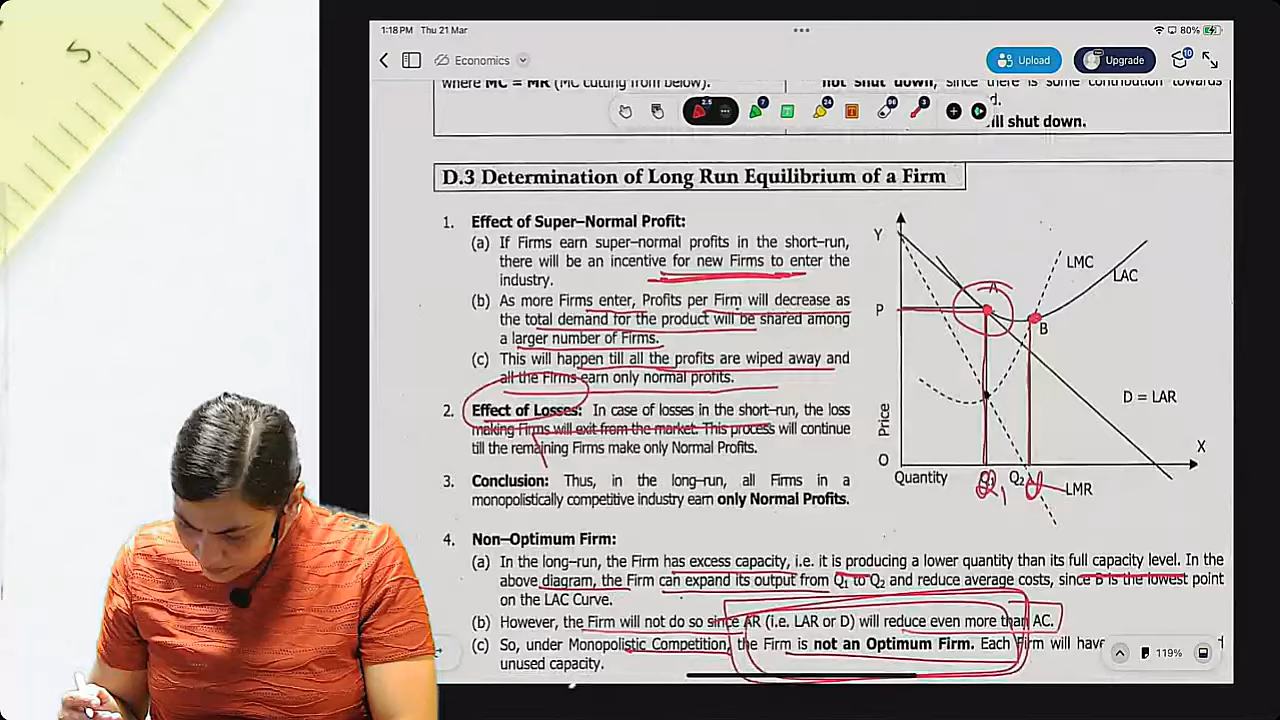 5
1:18 PM Thu 21 Mar
80%
Economics
Upload
Upgrade
10
where MC = MR (MC cutting from below).
not shut down, since there is some contribution towards
2.5
7
24
96
3
d.
ill shut down.
D.3 Determination of Long Run Equilibrium of a Firm
1. Effect of Super–Normal Profit:
(a) If Firms earn super-normal profits in the short-run,
there will be an incentive for new Firms to enter the
industry.
(b) As more Firms enter, Profits per Firm will decrease as
the total demand for the product will be shared among
a larger number of Firms.
(c) This will happen till all the profits are wiped away and
all the Firms earn only normal profits.
2. Effect of Losses: In case of losses in the short-run, the loss
making Firms will exit from the market. This process will continue
till the remaining Firms make only Normal Profits.
3. Conclusion: Thus, in the long-run, all Firms in a
monopolistically competitive industry earn only Normal Profits.
Y
LMC
LAC
A
P
B
D = LAR
Price
O
X
Quantity
Q₁
Q₂
LMR
4. Non–Optimum Firm:
(a) In the long-run, the Firm has excess capacity, i.e. it is producing a lower quantity than its full capacity level. In the
above diagram, the Firm can expand its output from Q₁ to Q₂ and reduce average costs, since B is the lowest point
on the LAC Curve.
(b) However, the Firm will not do so since AR (i.e. LAR or D) will reduce even more than AC.
(c) So, under Monopolistic Competition, the Firm is not an Optimum Firm. Each Firm will have
unused capacity.
119%